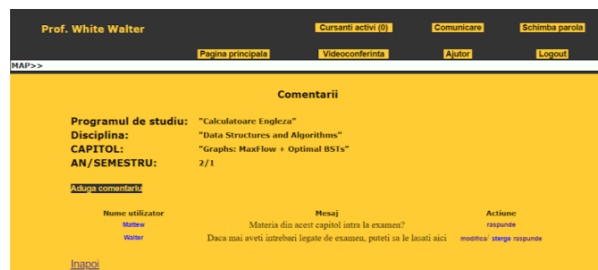 Prof. White Walter Cursanti activi (0) Comunicare Schimba parola
Pagina principala Videoconferinta Ajutor Logout
MAP>>
Comentarii
Programul de studiu: "Calculatoare Engleza"
Disciplina: "Data Structures and Algorithms"
CAPITOL: "Graphs: MaxFlow + Optimal BSTs"
AN/SEMESTRU: 2/1
Aduga comentariu
Nume utilizator Mesaj Actiune
Mattew Materia din acest capitol intra la examen? raspunde
Walter Daca mai aveti intrebari legate de examen, puteti sa le lasati aici modifica/ sterge raspunde
Inapoi